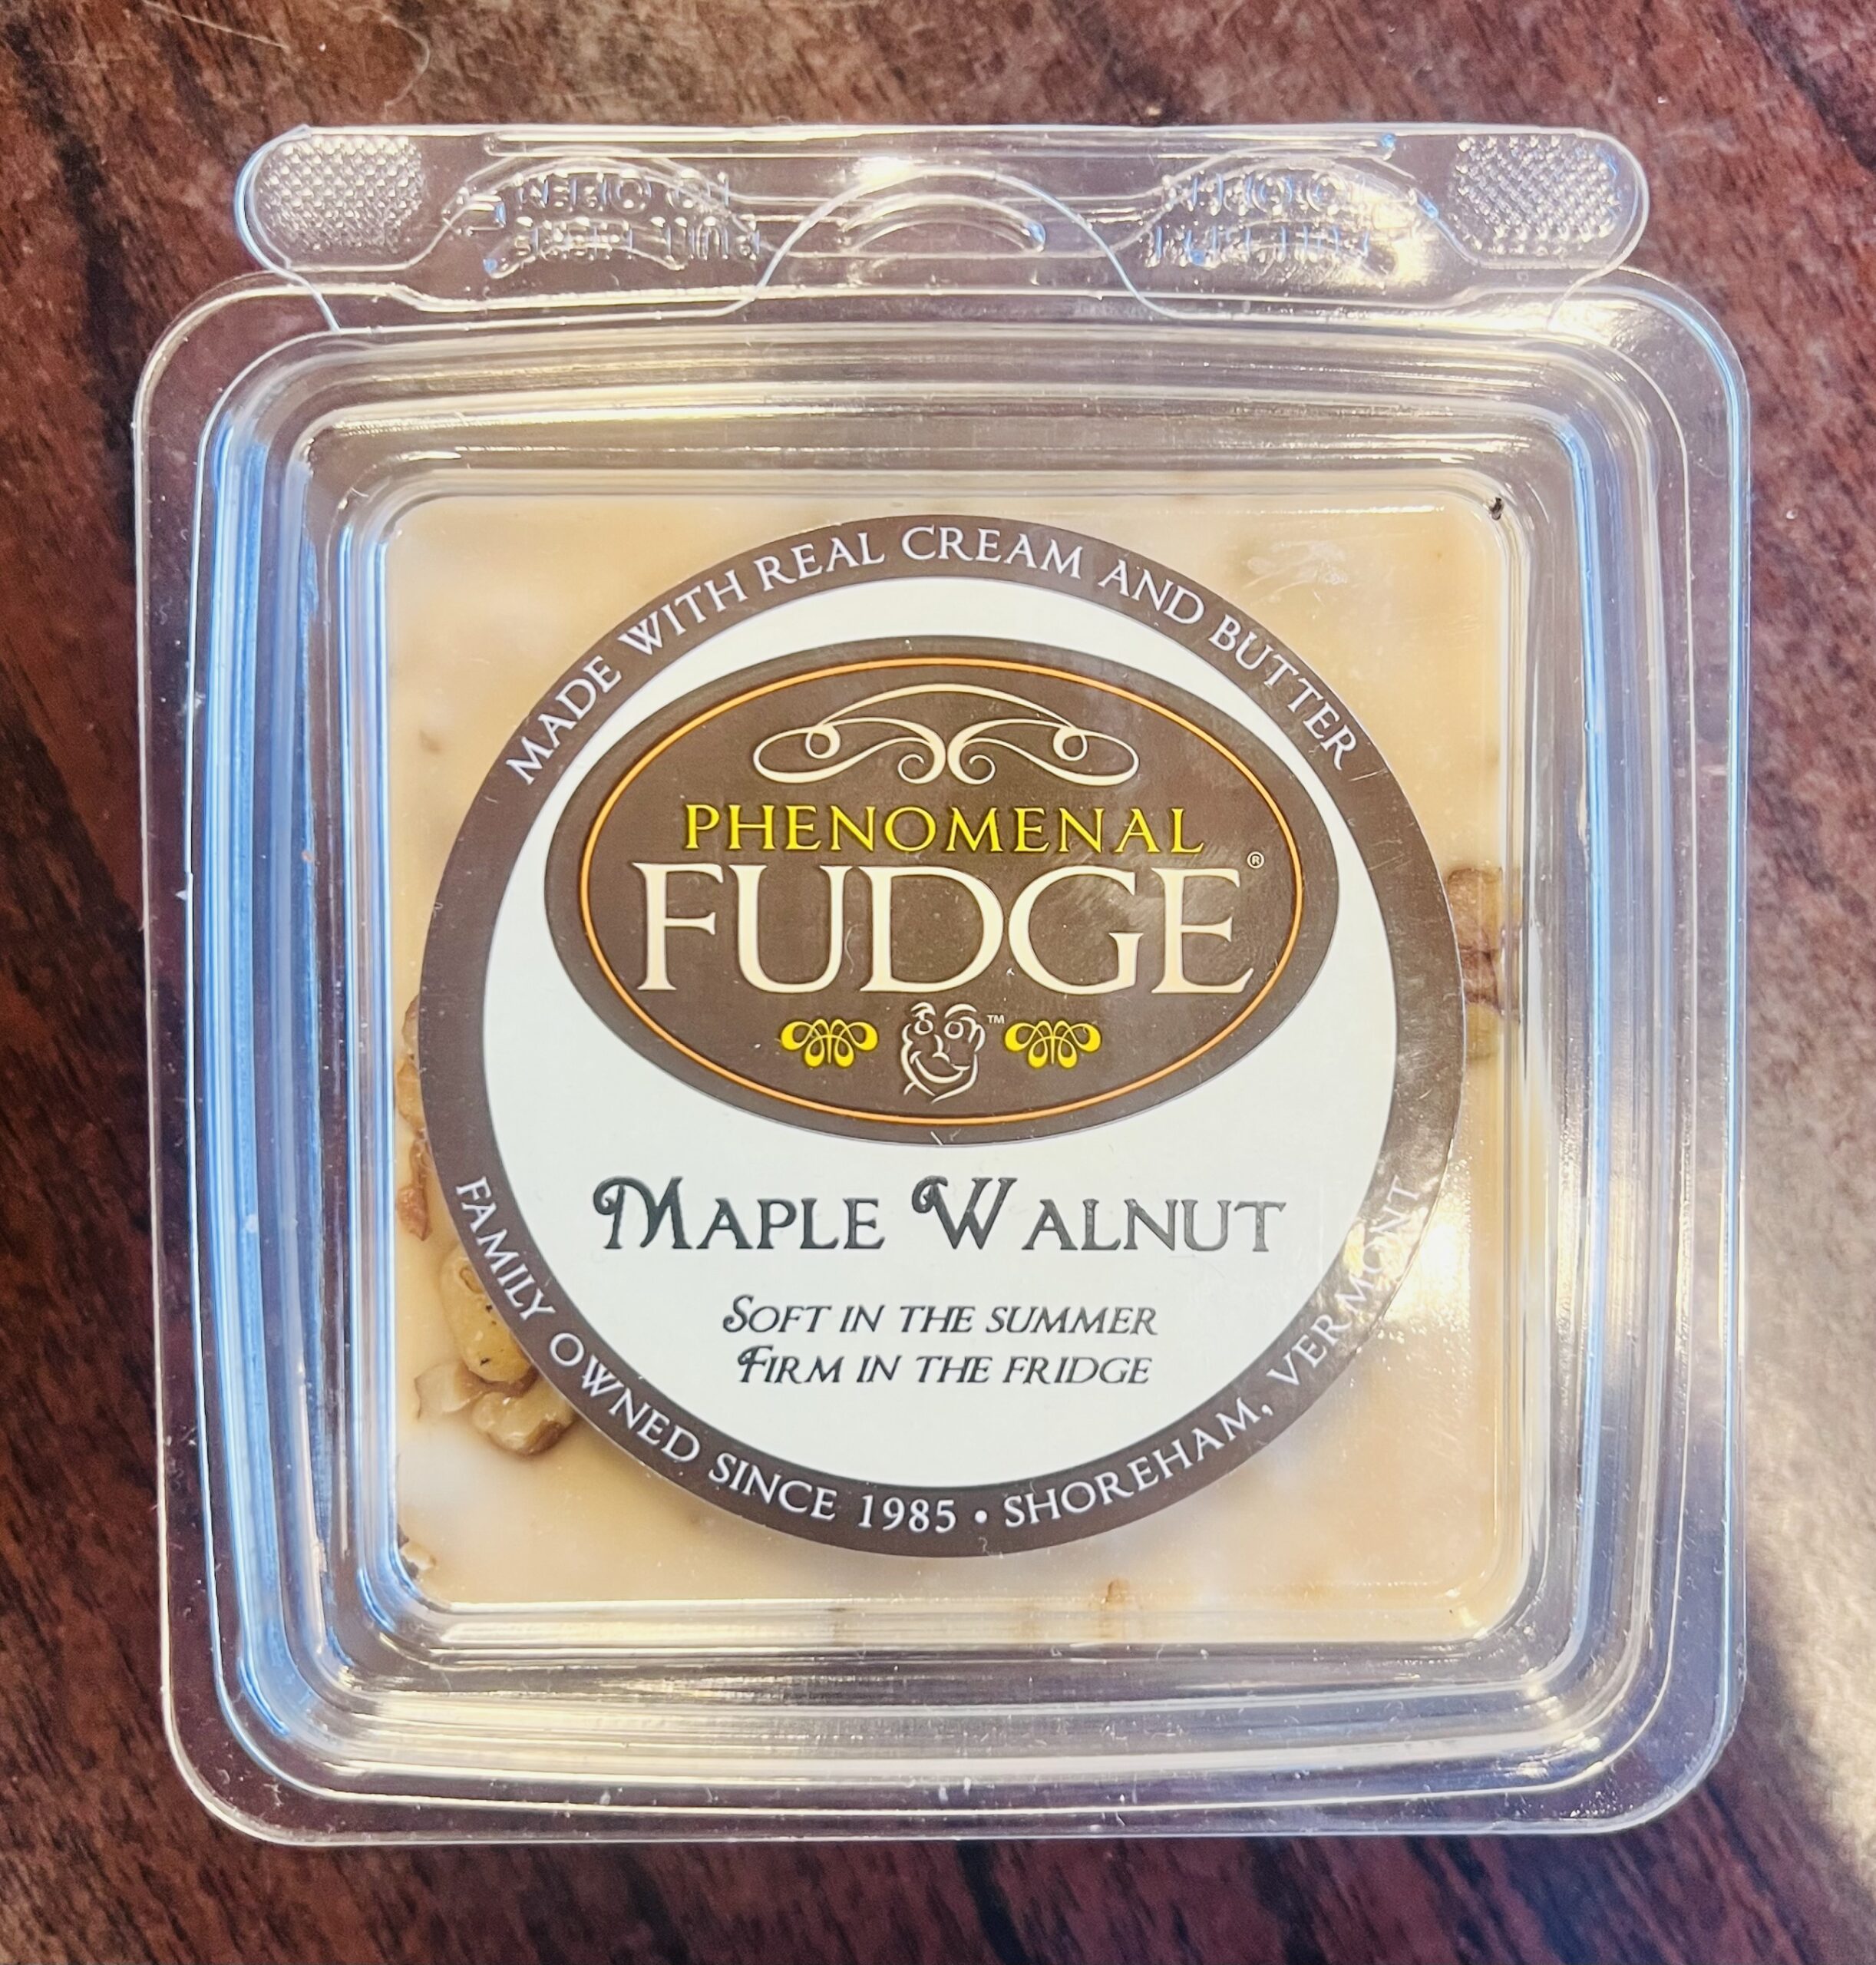 MADE WITH REAL CREAM AND BUTTER
PHENOMENAL
FUDGE®
™
MAPLE WALNUT
SOFT IN THE SUMMER
FIRM IN THE FRIDGE
FAMILY OWNED SINCE 1985 • SHOREHAM, VERMONT